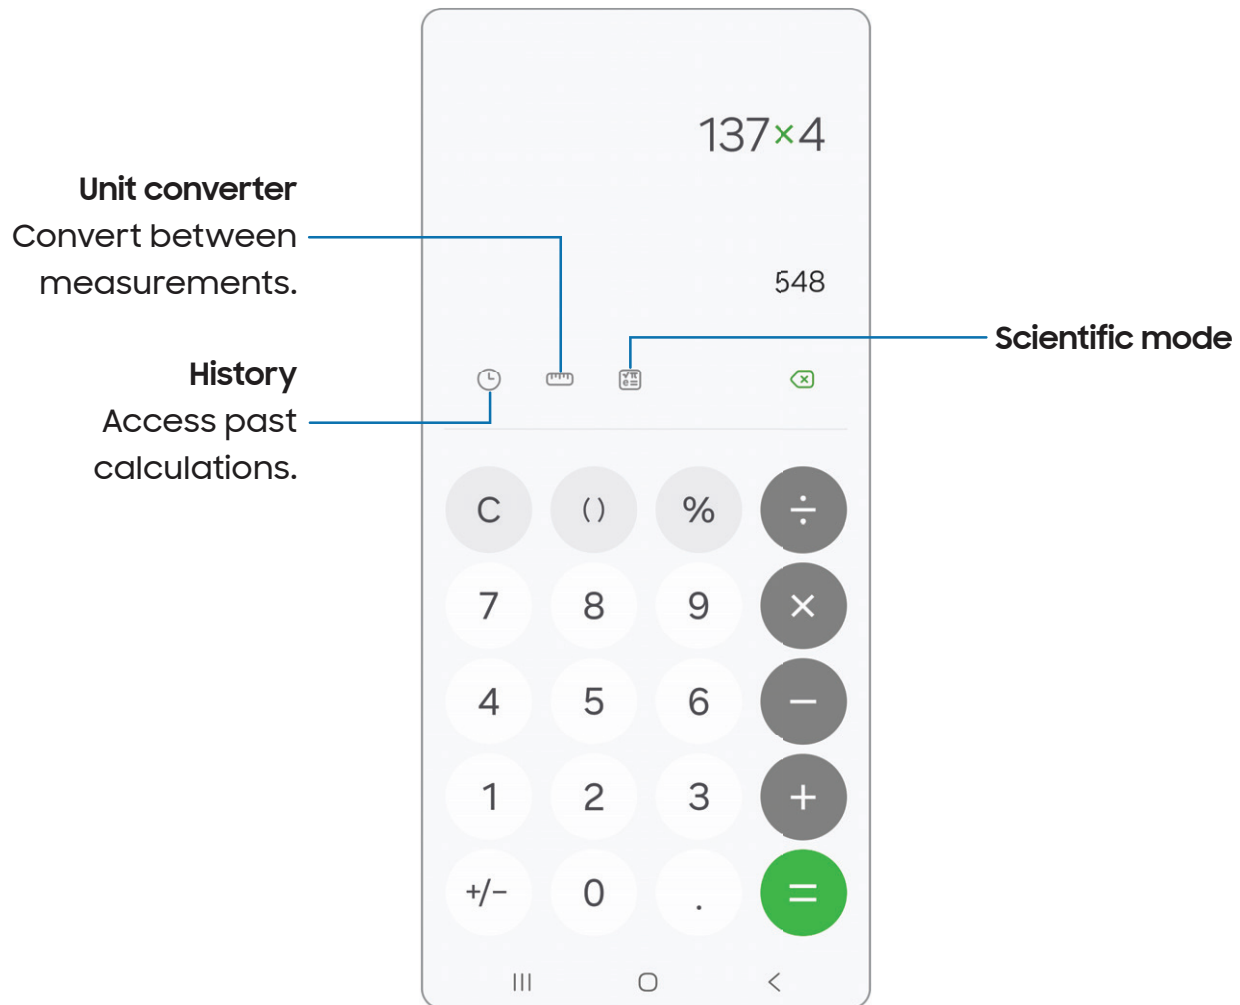 137×4
Unit converter
Convert between
measurements.
548
Scientific mode
History
Access past
calculations.
√π
e=
C () % ÷
7 8 9 ×
4 5 6 −
1 2 3 +
+/− 0 . =